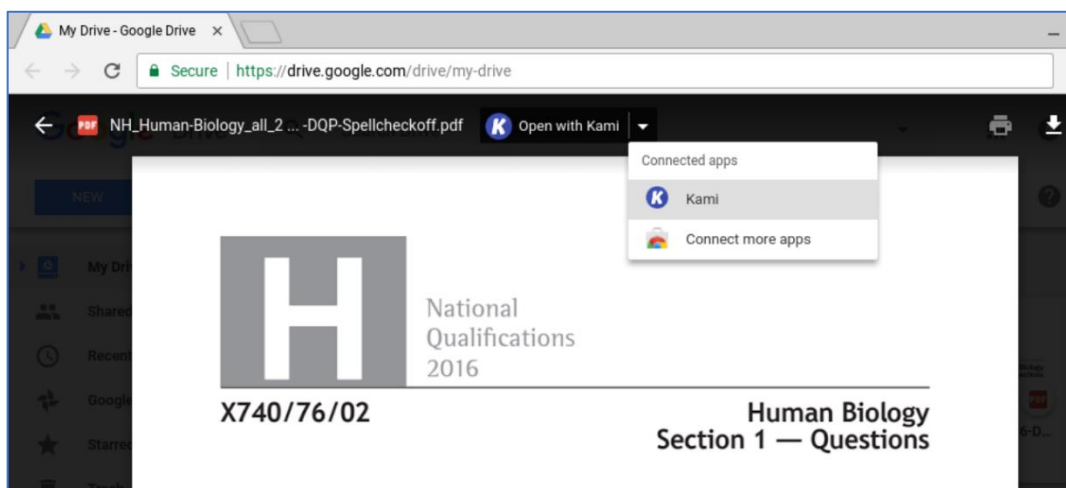 My Drive - Google Drive
Secure | https://drive.google.com/drive/my-drive
NH_Human-Biology_all_2 ... -DQP-Spellcheckoff.pdf
Open with Kami
Connected apps
Kami
Connect more apps
NEW
My Dri
Shared
Recent
Google
Starred
Trash
H
National
Qualifications
2016
X740/76/02
Human Biology
Section 1 — Questions
PDF
6-D...